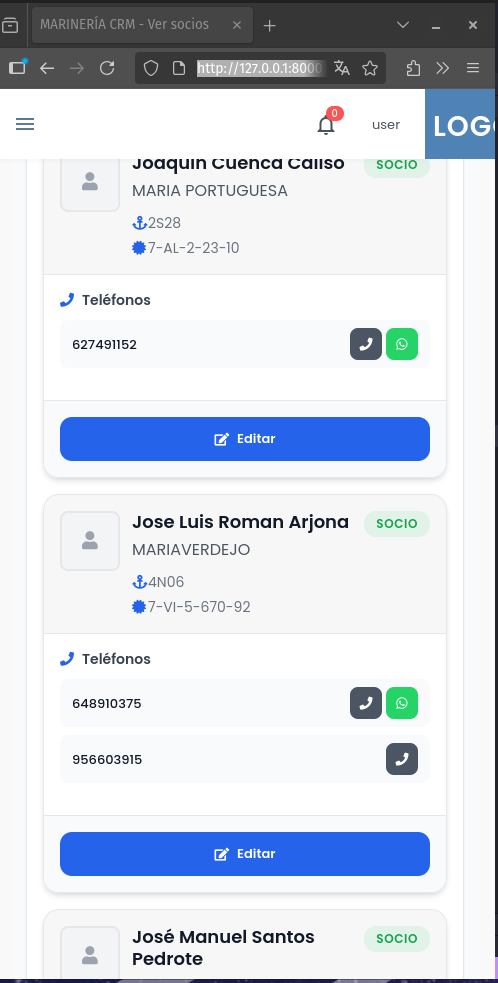 MARINERÍA CRM - Ver socios
http://127.0.0.1:8000
0
user
LOG
Joaquin Cuenca Caliso
SOCIO
MARIA PORTUGUESA
2S28
7-AL-2-23-10
Teléfonos
627491152
Editar
Jose Luis Roman Arjona
SOCIO
MARIAVERDEJO
4N06
7-VI-5-670-92
Teléfonos
648910375
956603915
Editar
José Manuel Santos
Pedrote
SOCIO